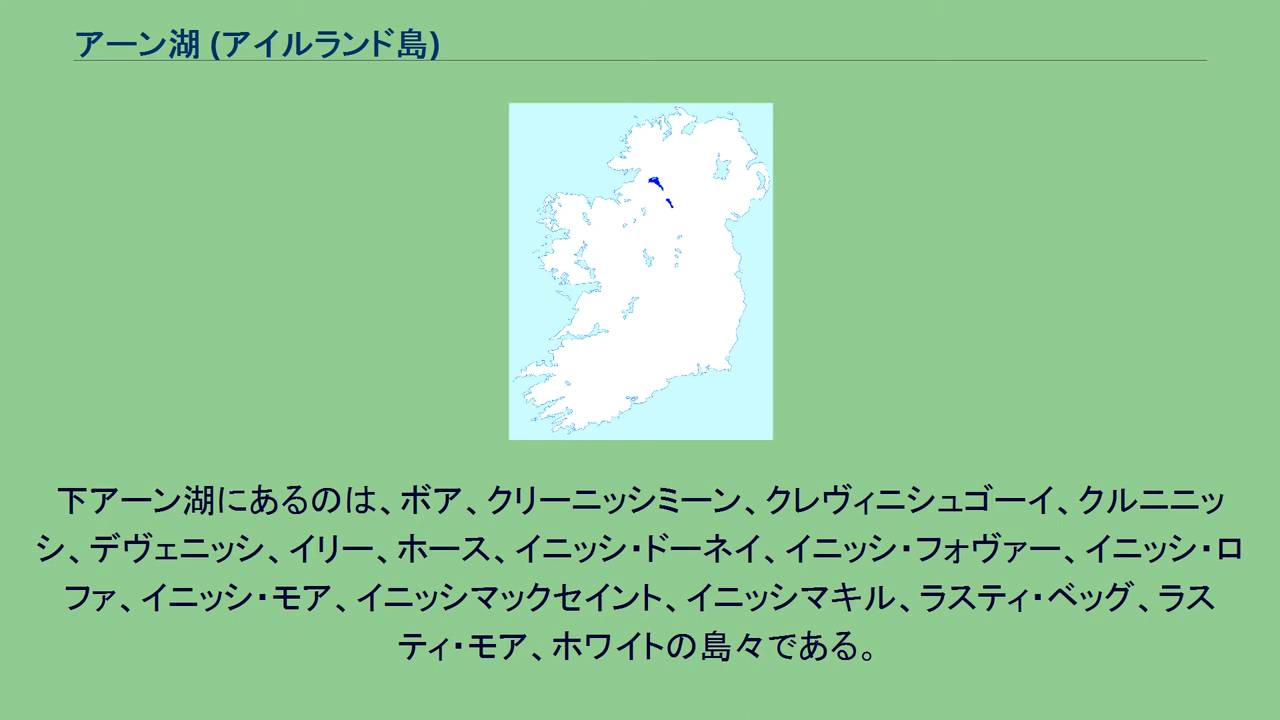 アーン湖 (アイルランド島)
下アーン湖にあるのは、ボア、クリーニッシミーン、クレヴィニシュゴーイ、クルニニッ
シ、デヴェニッシ、イリー、ホース、イニッシ・ドーネイ、イニッシ・フォヴァー、イニッシ・ロ
ファ、イニッシ・モア、イニッシマックセイント、イニッシマキル、ラスティ・ベッグ、ラス
ティ・モア、ホワイトの島々である。